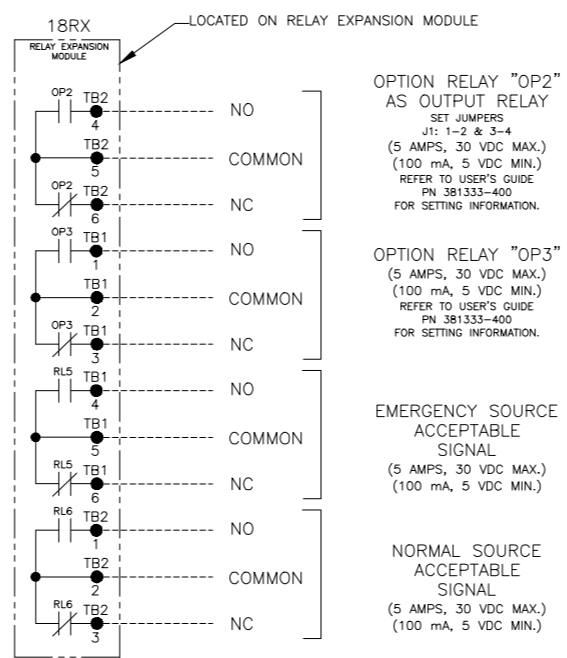 LOCATED ON RELAY EXPANSION MODULE
18RX
RELAY EXPANSION
MODULE
OP2 TB2 4 NO
TB2 5 COMMON
OP2 TB2 6 NC
OPTION RELAY "OP2"
AS OUTPUT RELAY
SET JUMPERS
J1: 1-2 & 3-4
(5 AMPS, 30 VDC MAX.)
(100 mA, 5 VDC MIN.)
REFER TO USER'S GUIDE
PN 381333-400
FOR SETTING INFORMATION.
OP3 TB1 1 NO
TB1 2 COMMON
OP3 TB1 3 NC
OPTION RELAY "OP3"
(5 AMPS, 30 VDC MAX.)
(100 mA, 5 VDC MIN.)
REFER TO USER'S GUIDE
PN 381333-400
FOR SETTING INFORMATION.
RL5 TB1 4 NO
TB1 5 COMMON
RL5 TB1 6 NC
EMERGENCY SOURCE
ACCEPTABLE
SIGNAL
(5 AMPS, 30 VDC MAX.)
(100 mA, 5 VDC MIN.)
RL6 TB2 1 NO
TB2 2 COMMON
RL6 TB2 3 NC
NORMAL SOURCE
ACCEPTABLE
SIGNAL
(5 AMPS, 30 VDC MAX.)
(100 mA, 5 VDC MIN.)